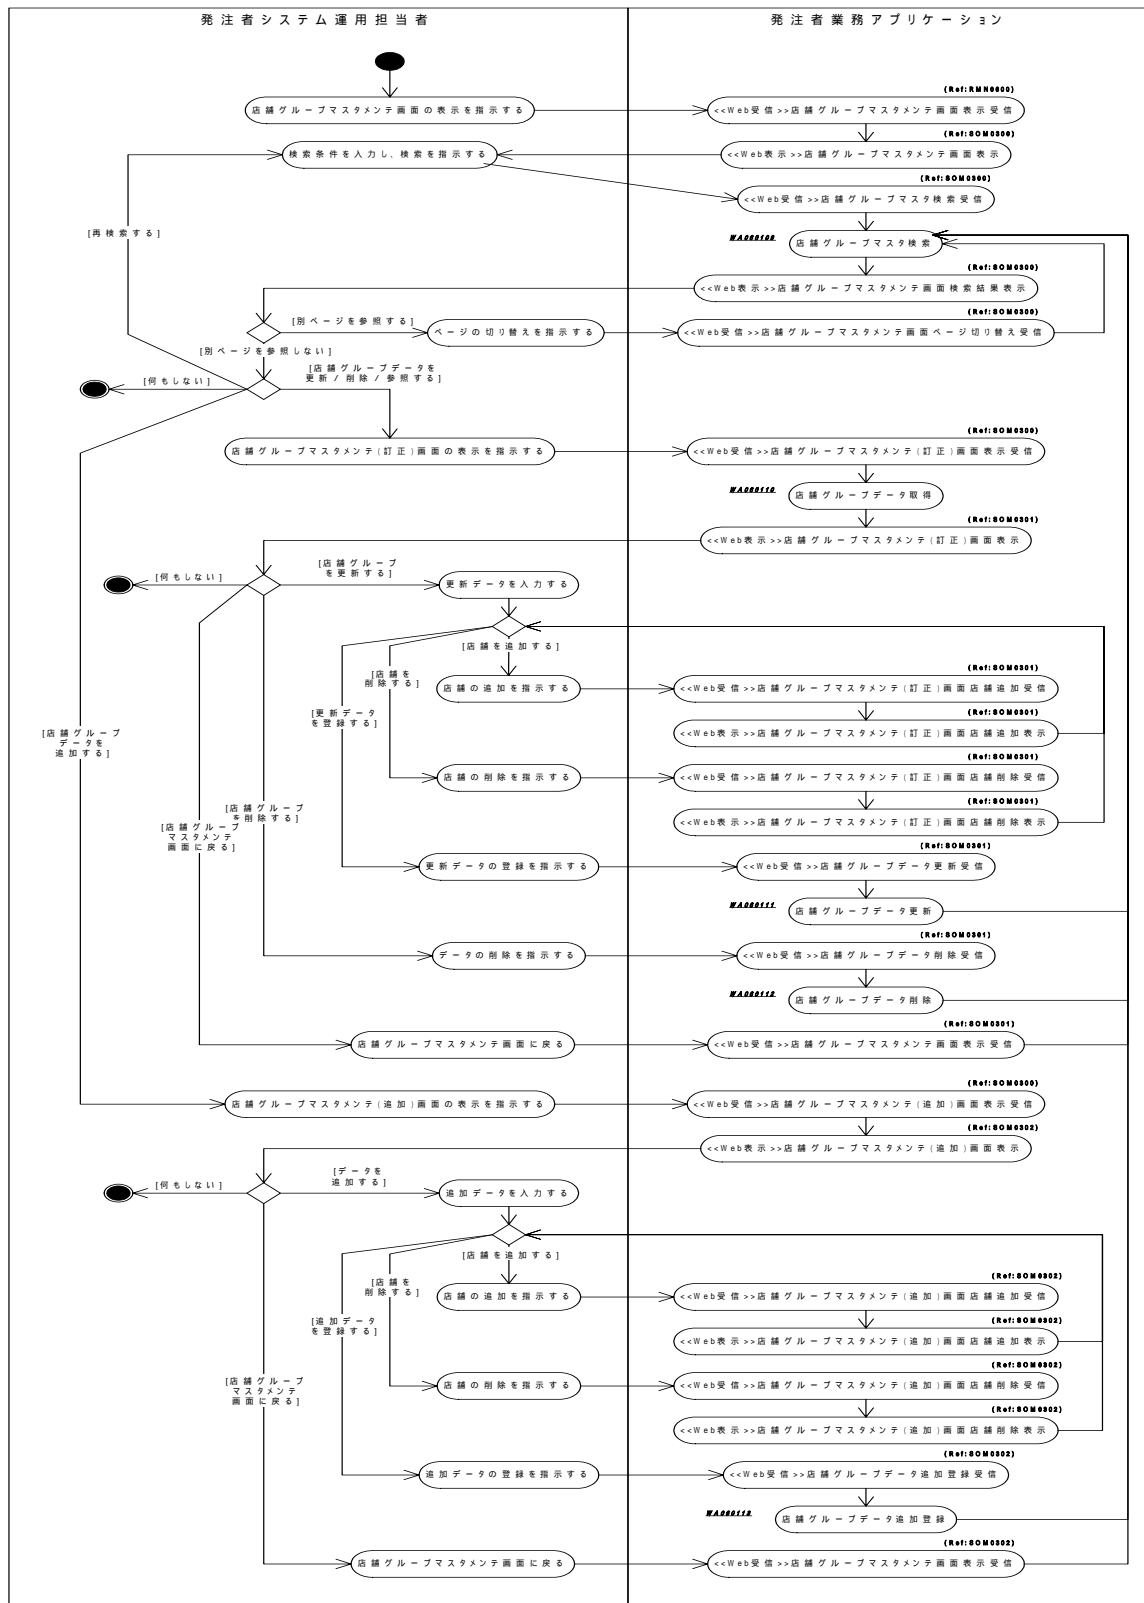 発注者システム運用担当者
発注者業務アプリケーション
(Ref:RMN0600)
店舗グループマスタメンテ画面の表示を指示する
<<Web受信>>店舗グループマスタメンテ画面表示受信
(Ref:SOM0300)
検索条件を入力し、検索を指示する
<<Web表示>>店舗グループマスタメンテ画面表示
(Ref:SOM0300)
<<Web受信>>店舗グループマスタ検索受信
[再検索する]
WA060109
店舗グループマスタ検索
(Ref:SOM0300)
<<Web表示>>店舗グループマスタメンテ画面検索結果表示
(Ref:SOM0300)
[別ページを参照する]
ページの切り替えを指示する
<<Web受信>>店舗グループマスタメンテ画面ページ切り替え受信
[別ページを参照しない]
[店舗グループデータを
更新/削除/参照する]
[何もしない]
(Ref:SOM0300)
店舗グループマスタメンテ(訂正)画面の表示を指示する
<<Web受信>>店舗グループマスタメンテ(訂正)画面表示受信
WA060110
店舗グループデータ取得
(Ref:SOM0301)
<<Web表示>>店舗グループマスタメンテ(訂正)画面表示
[店舗グループ
を更新する]
[何もしない]
更新データを入力する
[店舗を追加する]
[店舗を
削除する]
(Ref:SOM0301)
店舗の追加を指示する
<<Web受信>>店舗グループマスタメンテ(訂正)画面店舗追加受信
[更新データ
を登録する]
(Ref:SOM0301)
<<Web表示>>店舗グループマスタメンテ(訂正)画面店舗追加表示
[店舗グループ
データを
追加する]
(Ref:SOM0301)
店舗の削除を指示する
<<Web受信>>店舗グループマスタメンテ(訂正)画面店舗削除受信
(Ref:SOM0301)
[店舗グループ
を削除する]
<<Web表示>>店舗グループマスタメンテ(訂正)画面店舗削除表示
[店舗グループ
マスタメンテ
画面に戻る]
(Ref:SOM0301)
更新データの登録を指示する
<<Web受信>>店舗グループデータ更新受信
WA060111
店舗グループデータ更新
(Ref:SOM0301)
データの削除を指示する
<<Web受信>>店舗グループデータ削除受信
WA060112
店舗グループデータ削除
(Ref:SOM0301)
店舗グループマスタメンテ画面に戻る
<<Web受信>>店舗グループマスタメンテ画面表示受信
(Ref:SOM0300)
店舗グループマスタメンテ(追加)画面の表示を指示する
<<Web受信>>店舗グループマスタメンテ(追加)画面表示受信
(Ref:SOM0302)
<<Web表示>>店舗グループマスタメンテ(追加)画面表示
[データを
追加する]
[何もしない]
追加データを入力する
[店舗を追加する]
[店舗を
削除する]
(Ref:SOM0302)
店舗の追加を指示する
<<Web受信>>店舗グループマスタメンテ(追加)画面店舗追加受信
[追加データ
を登録する]
(Ref:SOM0302)
<<Web表示>>店舗グループマスタメンテ(追加)画面店舗追加表示
(Ref:SOM0302)
[店舗グループ
マスタメンテ
画面に戻る]
店舗の削除を指示する
<<Web受信>>店舗グループマスタメンテ(追加)画面店舗削除受信
(Ref:SOM0302)
<<Web表示>>店舗グループマスタメンテ(追加)画面店舗削除表示
(Ref:SOM0302)
追加データの登録を指示する
<<Web受信>>店舗グループデータ追加登録受信
WA060113
店舗グループデータ追加登録
(Ref:SOM0302)
店舗グループマスタメンテ画面に戻る
<<Web受信>>店舗グループマスタメンテ画面表示受信